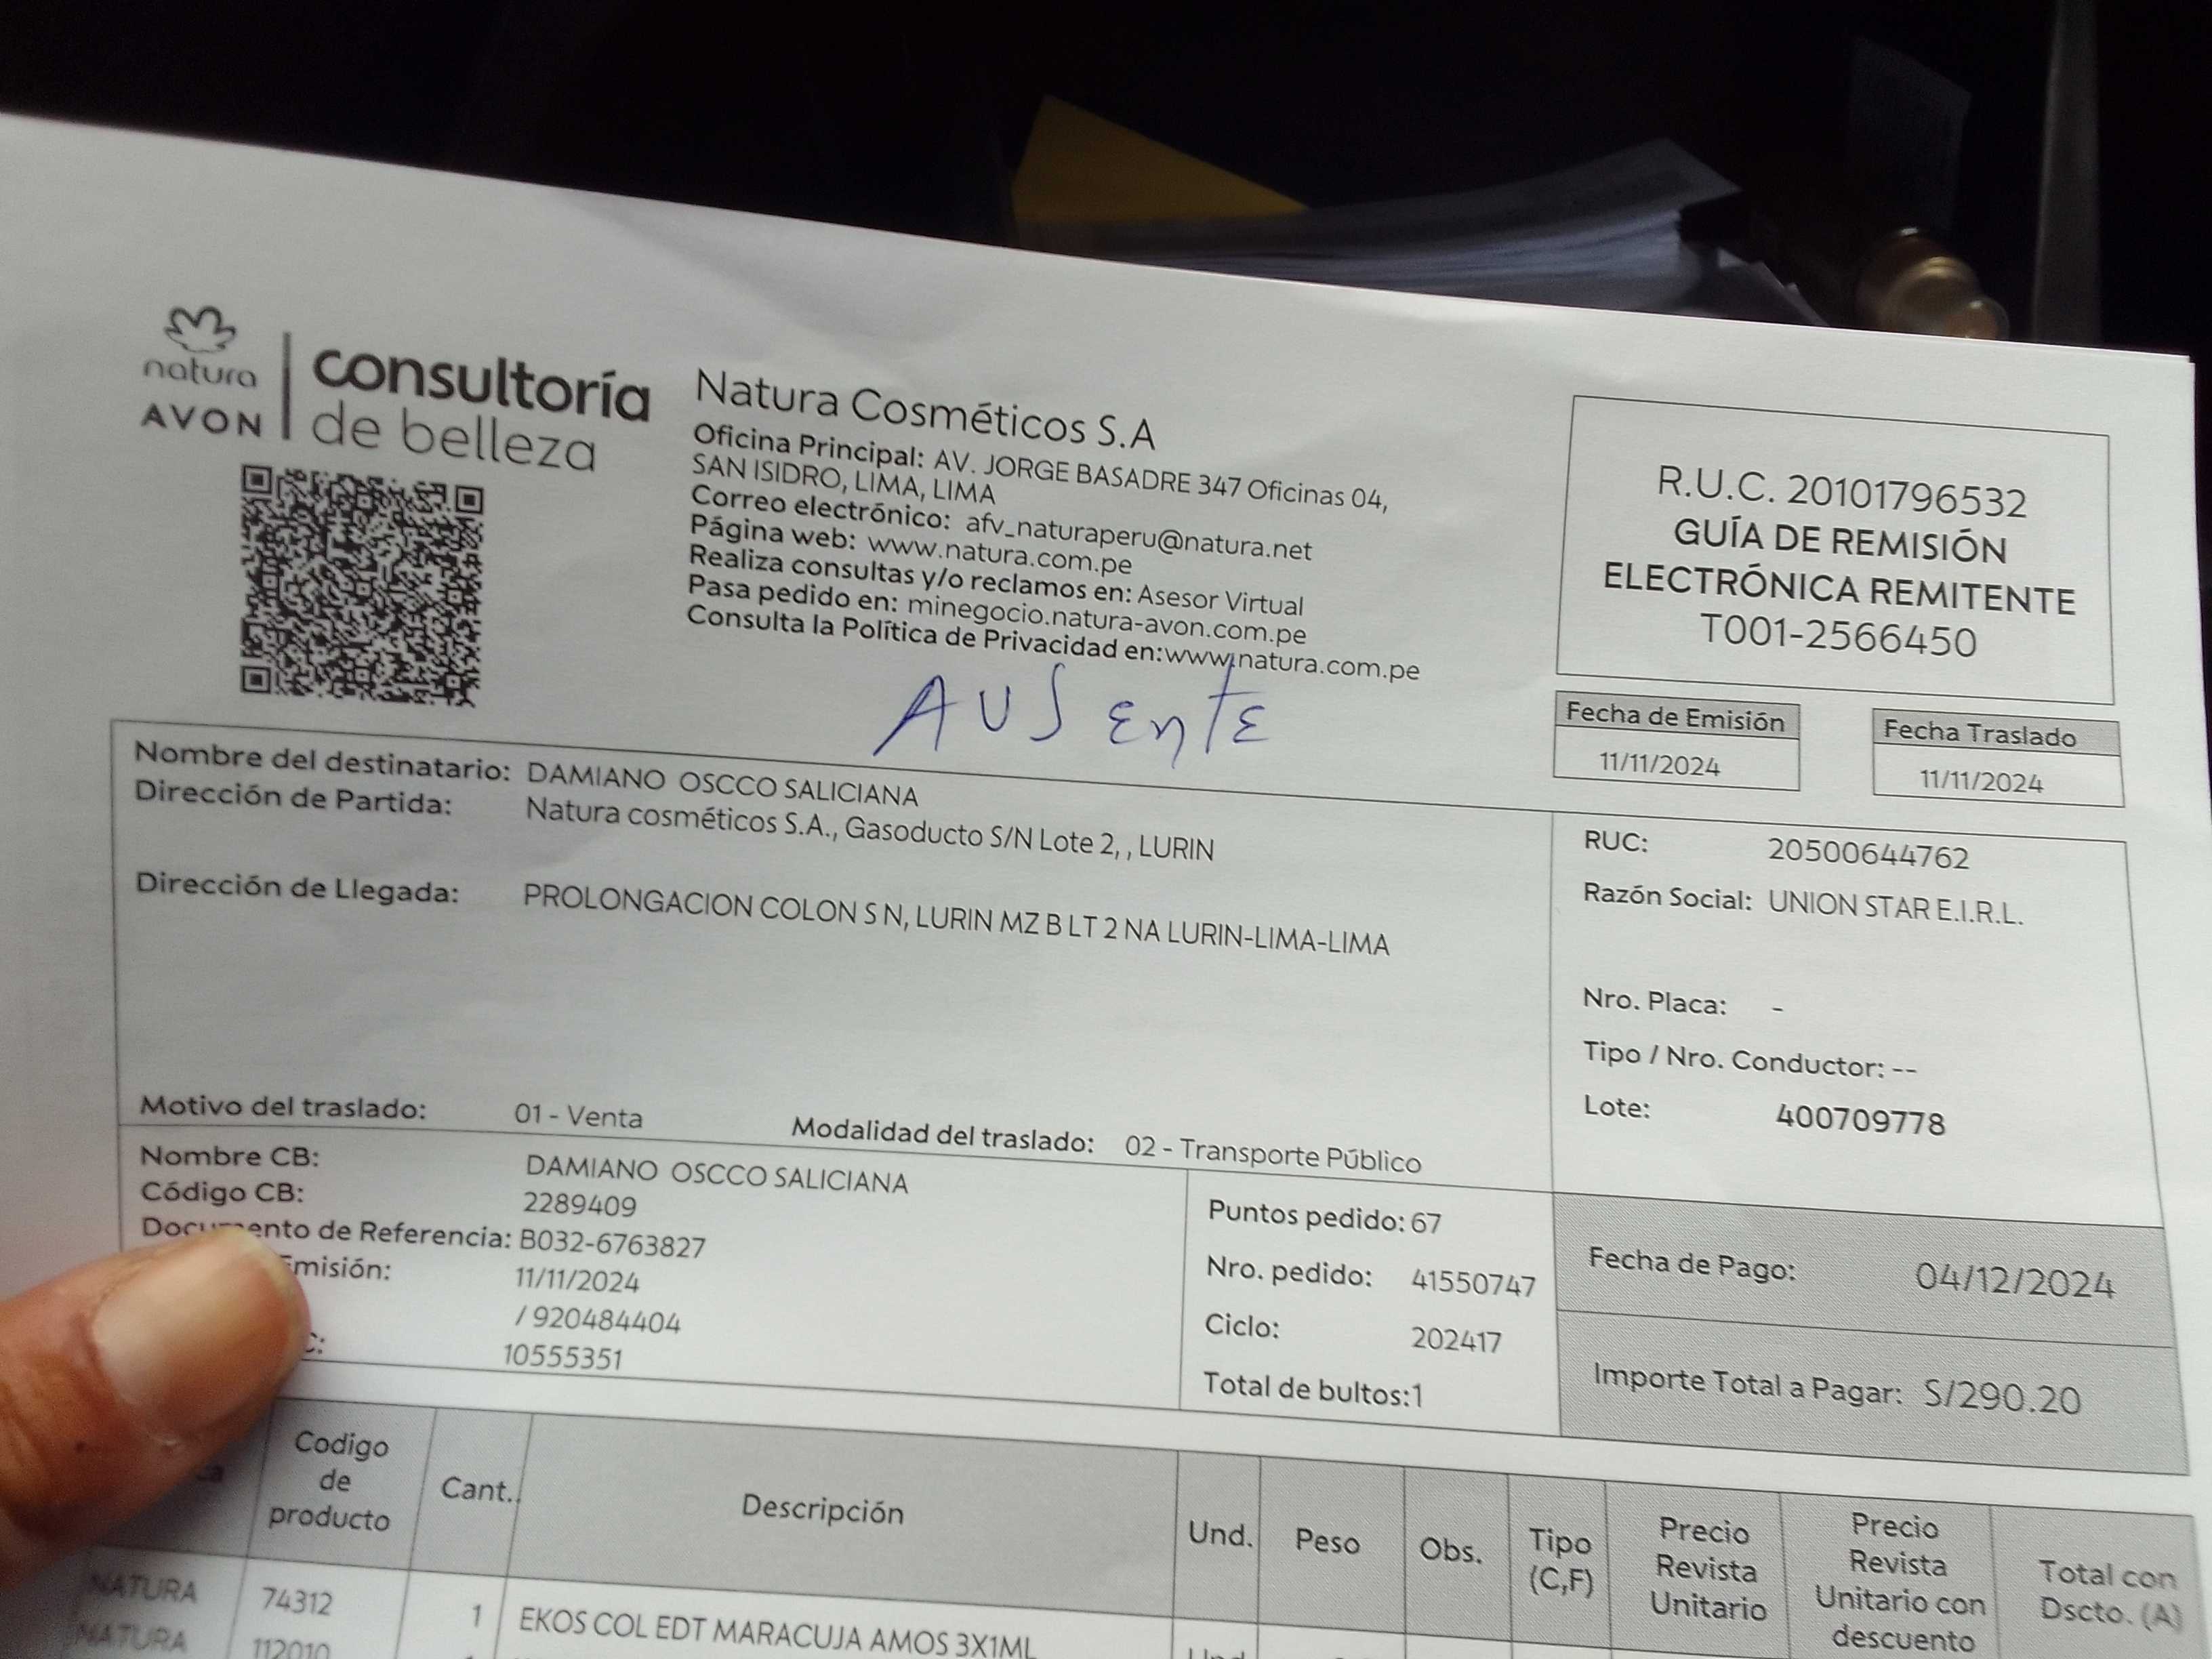 natura
AVON
consultoría
de belleza
Natura Cosméticos S.A
Oficina Principal: AV. JORGE BASADRE 347 Oficinas 04,
SAN ISIDRO, LIMA, LIMA
Correo electrónico: afv_naturaperu@natura.net
Página web: www.natura.com.pe
Realiza consultas y/o reclamos en: Asesor Virtual
Pasa pedido en: minegocio.natura-avon.com.pe
Consulta la Política de Privacidad en:www.natura.com.pe
R.U.C. 20101796532
GUÍA DE REMISIÓN
ELECTRÓNICA REMITENTE
T001-2566450
AUSENTE
Fecha de Emisión
11/11/2024
Fecha Traslado
11/11/2024
Nombre del destinatario: DAMIANO OSCCO SALICIANA
Dirección de Partida: Natura cosméticos S.A., Gasoducto S/N Lote 2, , LURIN
Dirección de Llegada: PROLONGACION COLON S N, LURIN MZ B LT 2 NA LURIN-LIMA-LIMA
Motivo del traslado: 01 - Venta Modalidad del traslado: 02 - Transporte Público
RUC: 20500644762
Razón Social: UNION STAR E.I.R.L.
Nro. Placa: -
Tipo / Nro. Conductor: --
Lote: 400709778
Nombre CB: DAMIANO OSCCO SALICIANA
Código CB: 2289409
Documento de Referencia: B032-6763827
Emisión: 11/11/2024
/ 920484404
10555351
Puntos pedido: 67
Nro. pedido: 41550747
Ciclo: 202417
Total de bultos:1
Fecha de Pago: 04/12/2024
Importe Total a Pagar: S/290.20
Codigo
de
producto
Cant.
Descripción
Und.
Peso
Obs.
Tipo
(C,F)
Precio
Revista
Unitario
Precio
Revista
Unitario con
descuento
Total con
Dscto. (A)
NATURA 74312 1 EKOS COL EDT MARACUJA AMOS 3X1ML
NATURA 112010